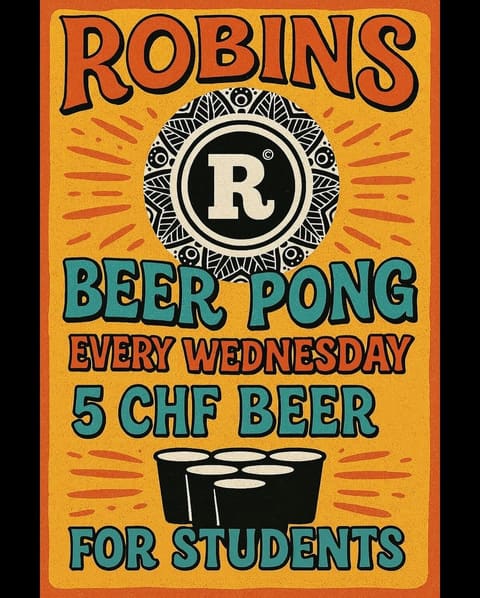 ROBINS
R©
BEER PONG
EVERY WEDNESDAY
5 CHF BEER
FOR STUDENTS